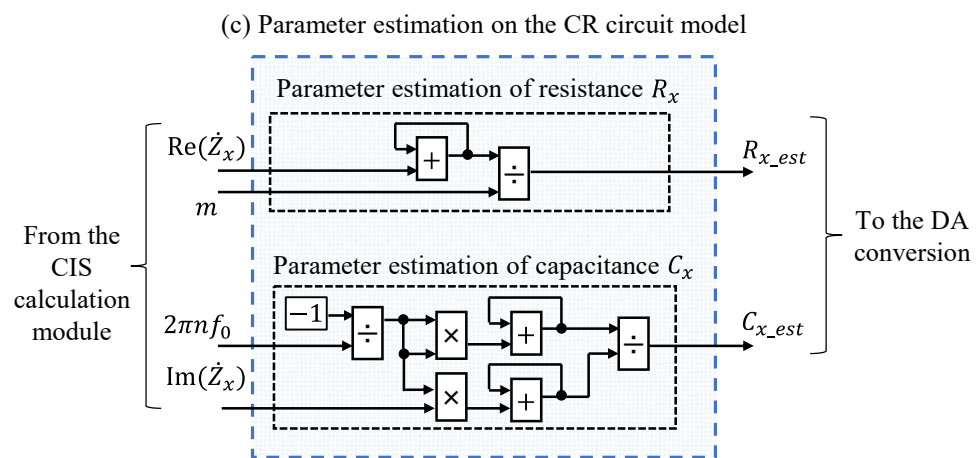 (c) Parameter estimation on the CR circuit model
Parameter estimation of resistance Rₓ
Re(Żₓ)
+
÷
m
Rₓ_est
From the
CIS
calculation
module
To the DA
conversion
Parameter estimation of capacitance Cₓ
−1
÷
×
+
÷
2πnf₀
Cₓ_est
Im(Żₓ)
×
+